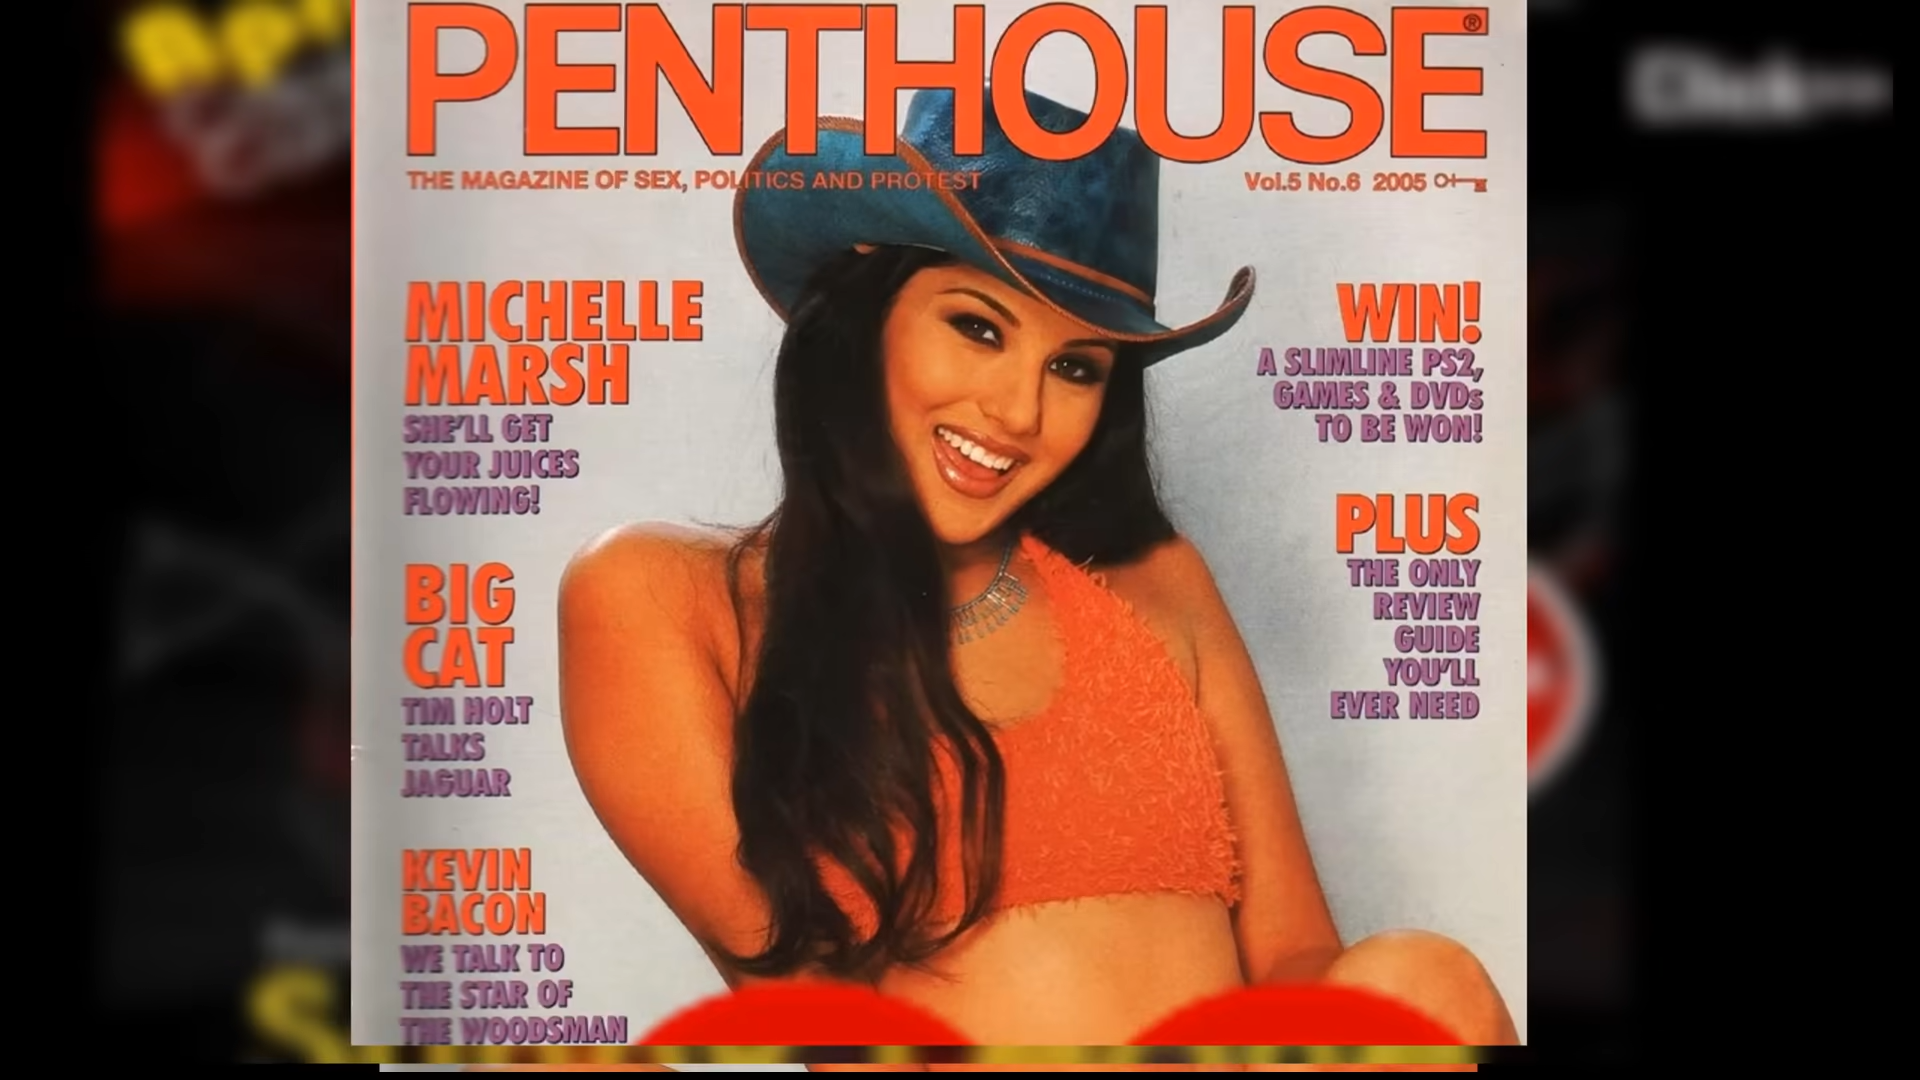 PENTHOUSE®
THE MAGAZINE OF SEX, POLITICS AND PROTEST
Vol.5 No.6 2005
MICHELLE
MARSH
SHE'LL GET
YOUR JUICES
FLOWING!
BIG
CAT
TIM HOLT
TALKS
JAGUAR
KEVIN
BACON
WE TALK TO
THE STAR OF
THE WOODSMAN
WIN!
A SLIMLINE PS2,
GAMES & DVDs
TO BE WON!
PLUS
THE ONLY
REVIEW
GUIDE
YOU'LL
EVER NEED